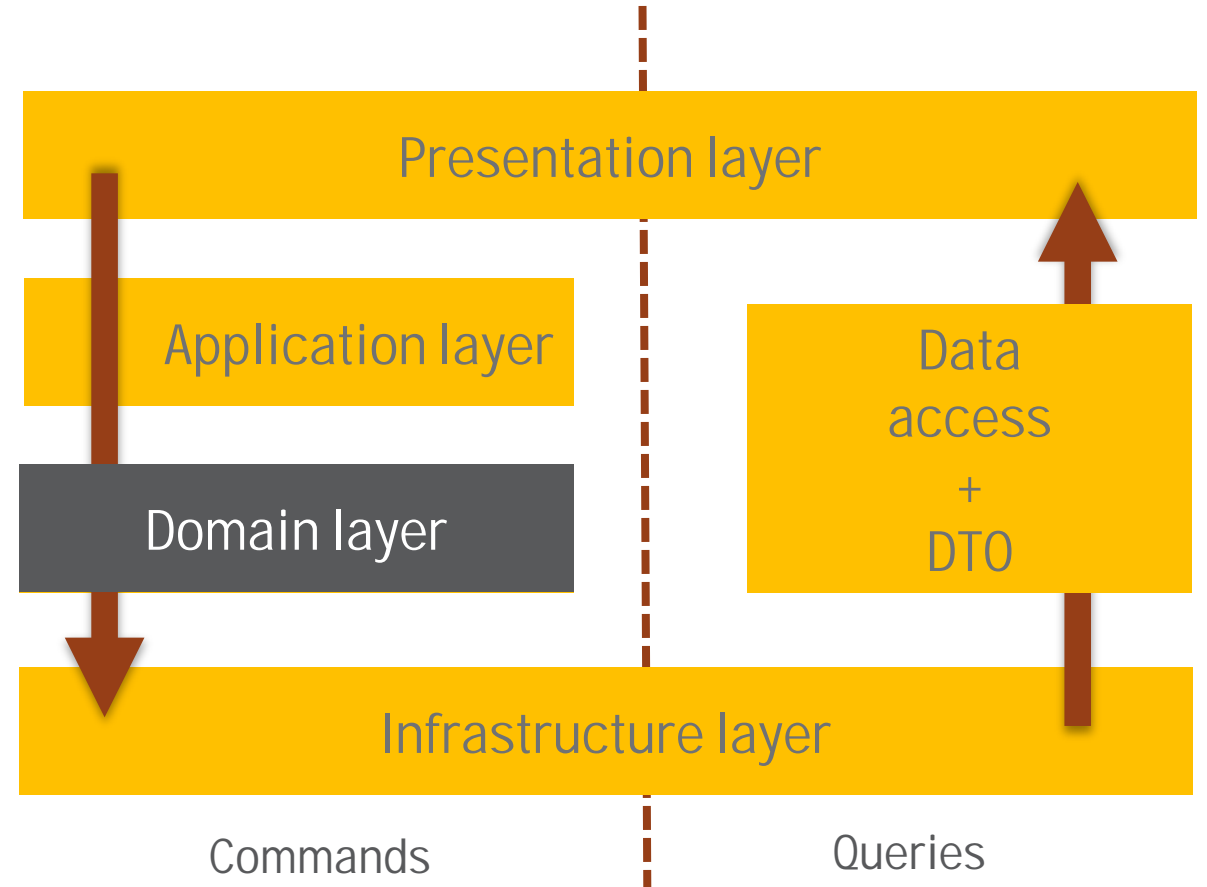 Presentation layer
Application layer
Data
access
+
DTO
Domain layer
Infrastructure layer
Commands
Queries